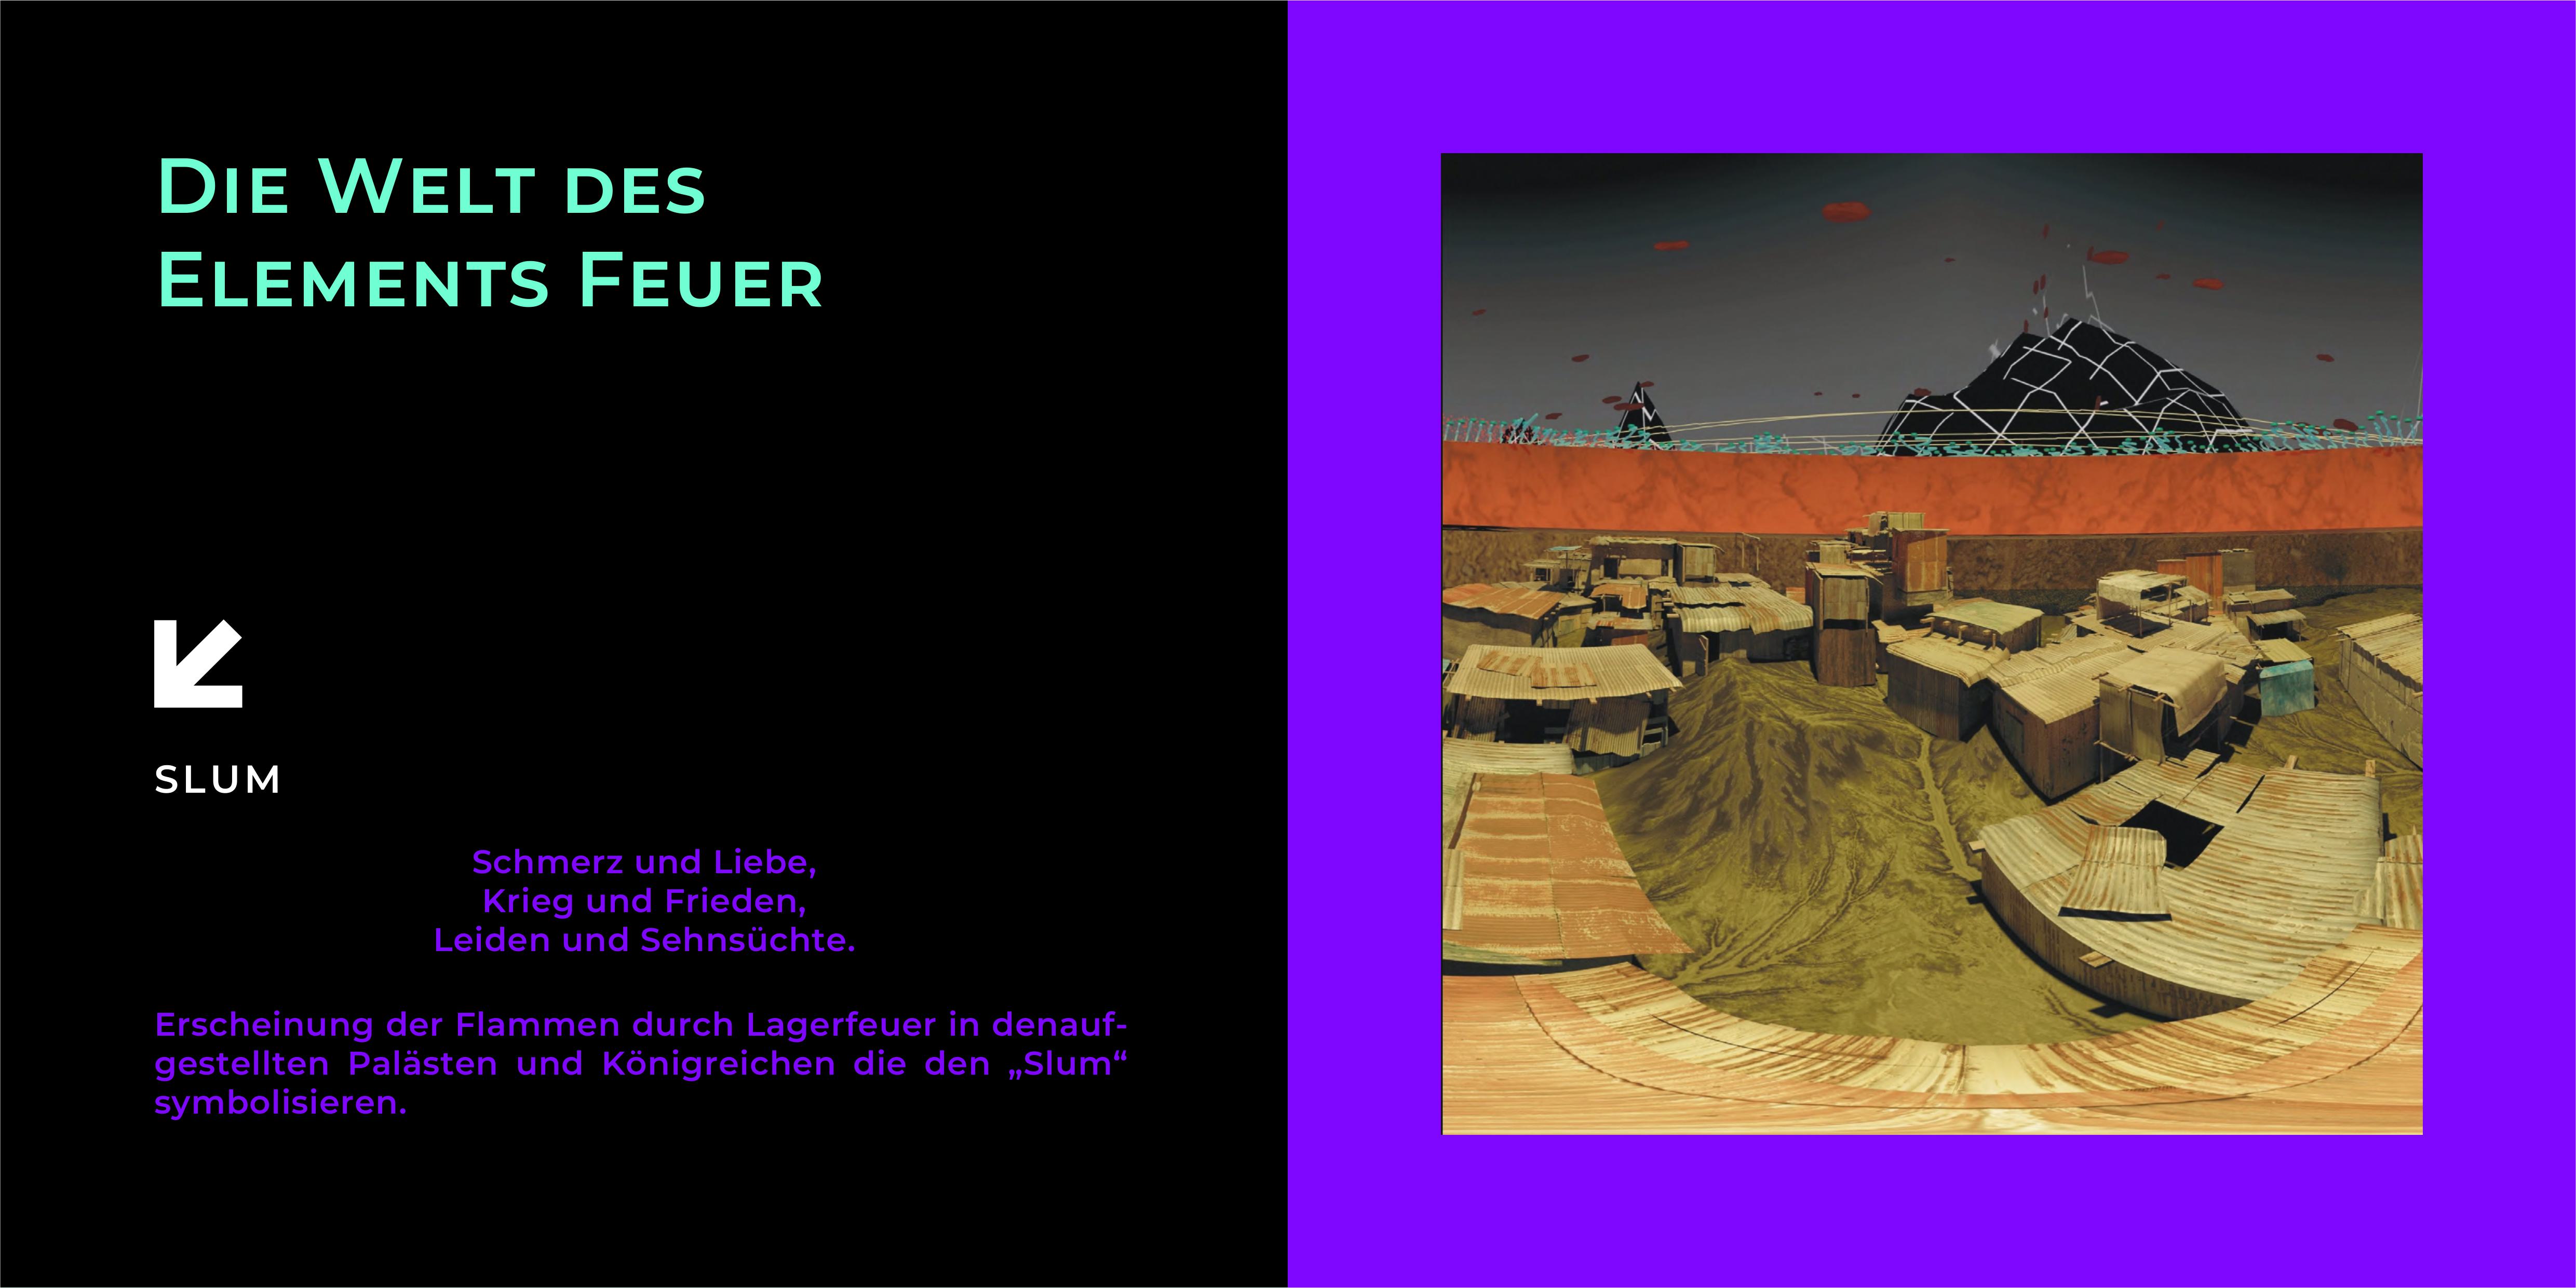 Die Welt des
Elements Feuer
SLUM
Schmerz und Liebe,
Krieg und Frieden,
Leiden und Sehnsüchte.
Erscheinung der Flammen durch Lagerfeuer in denauf-
gestellten Palästen und Königreichen die den „Slum“
symbolisieren.